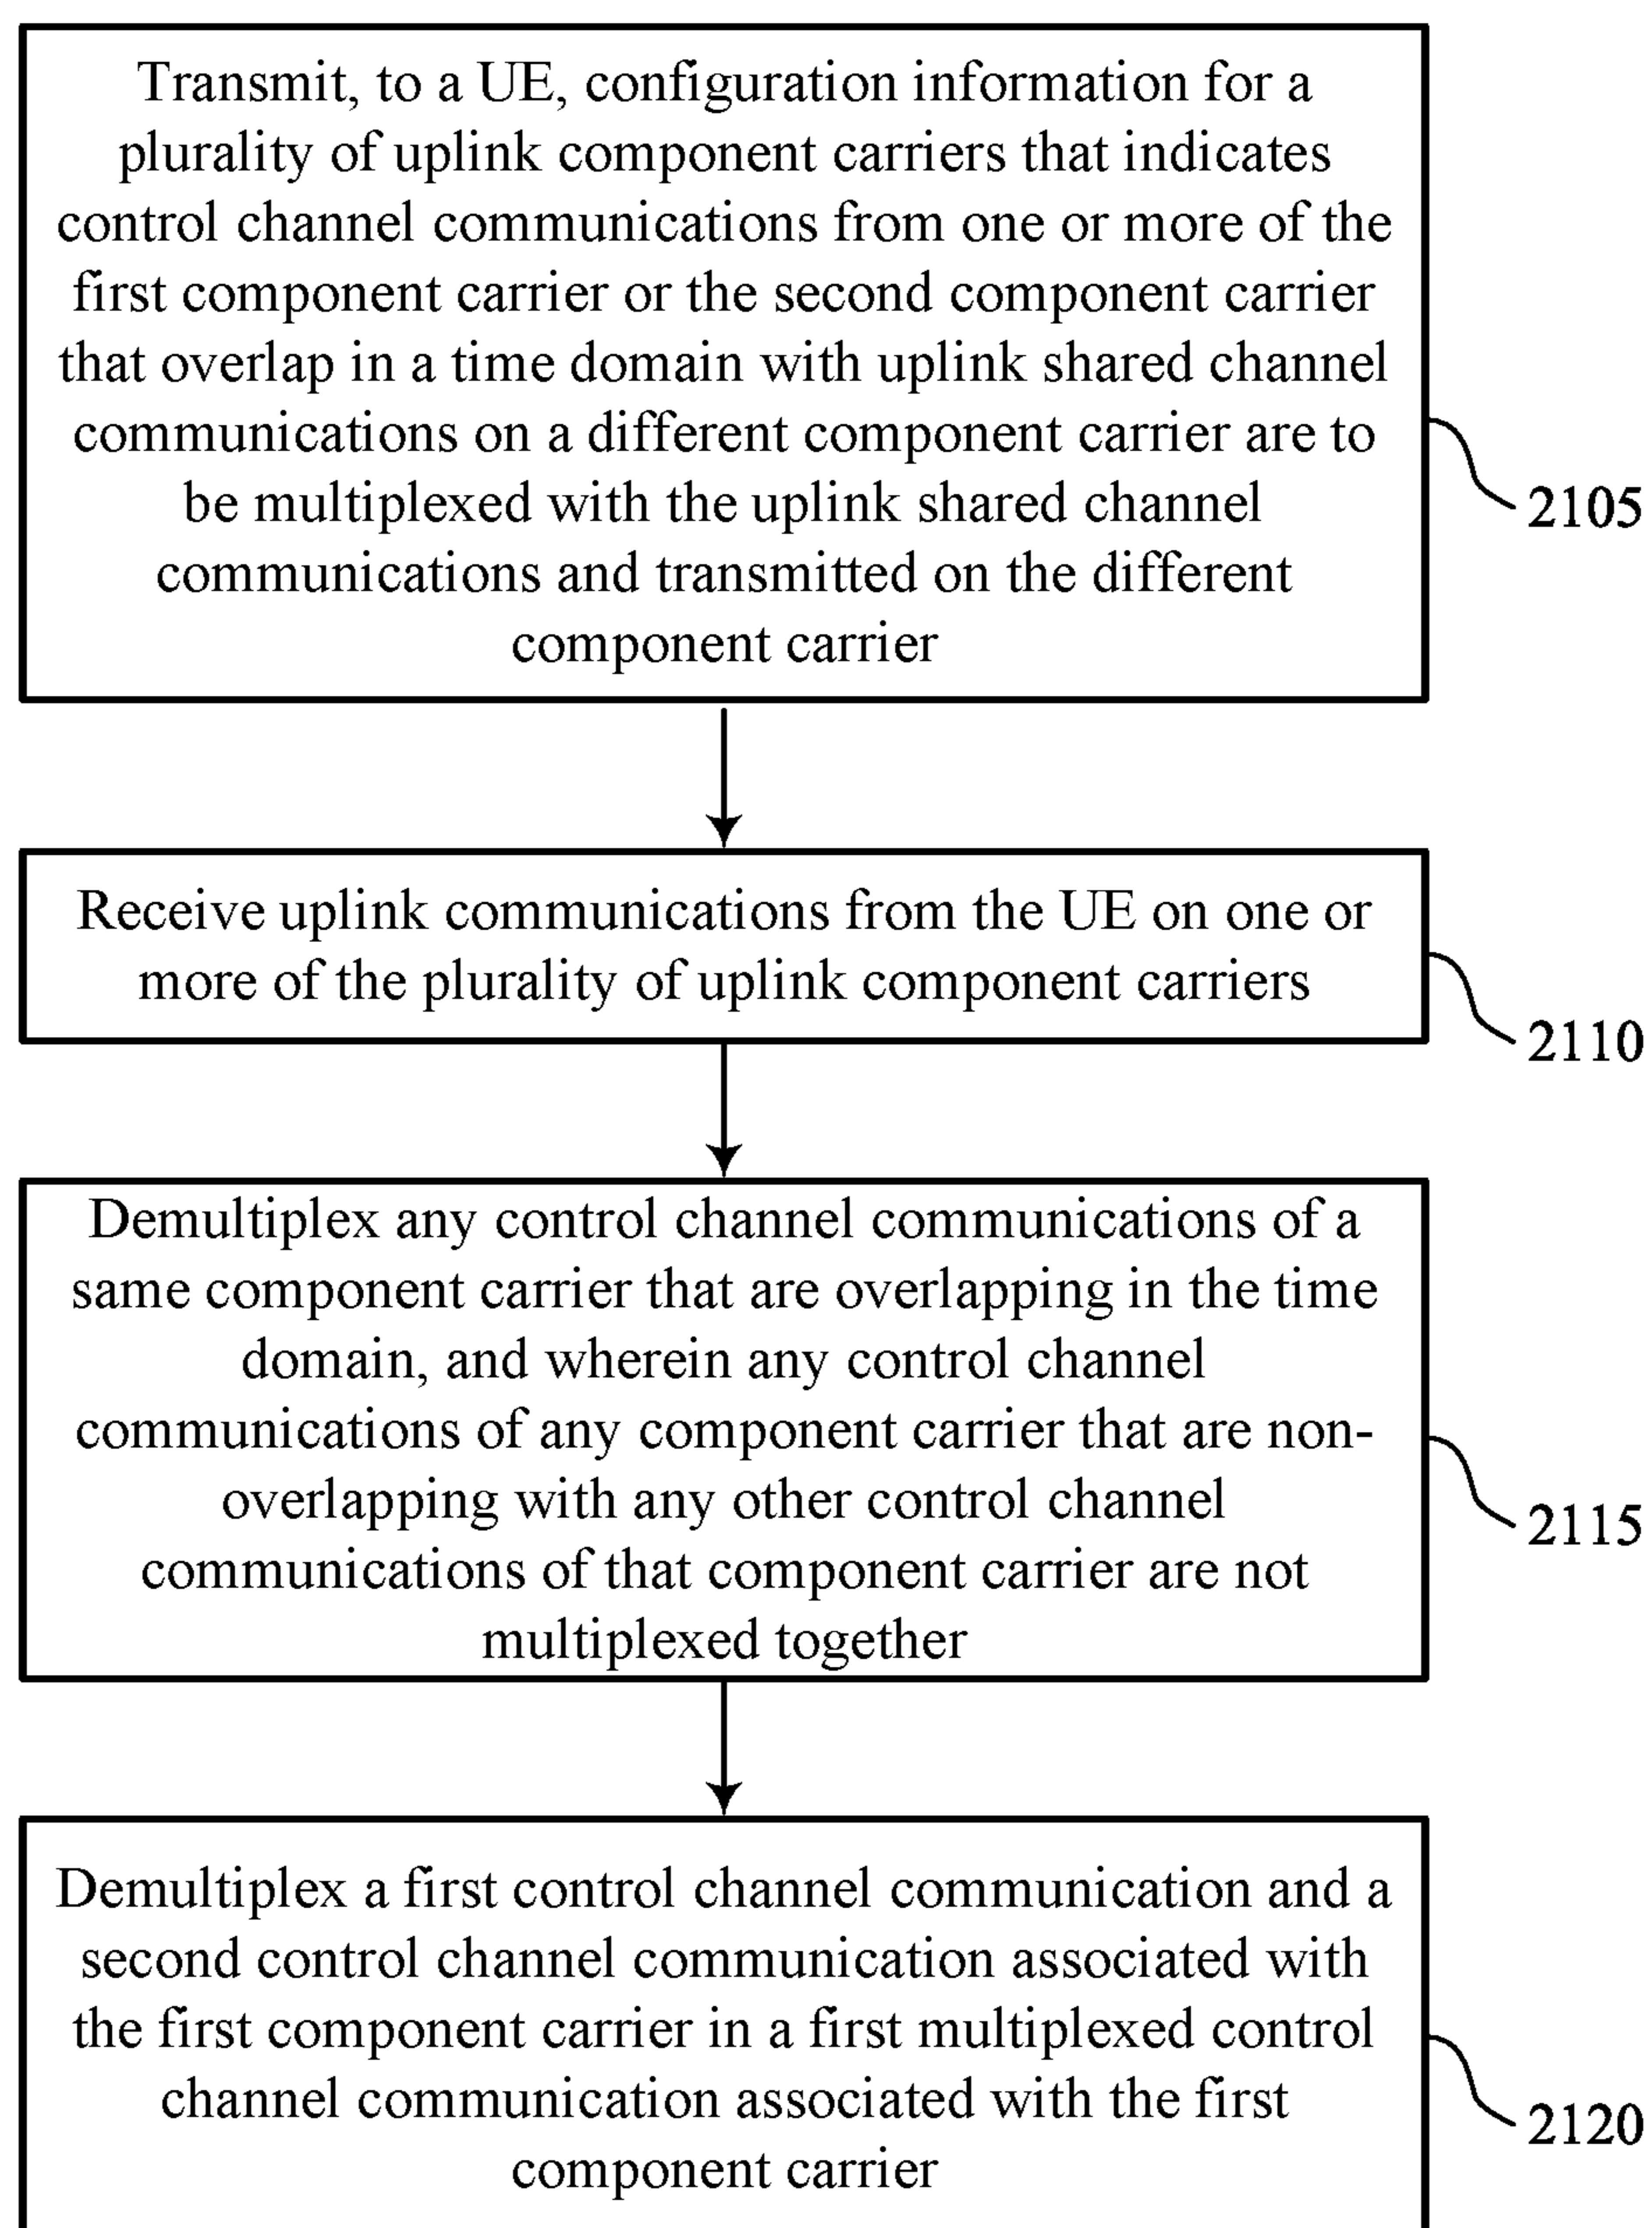 Transmit, to a UE, configuration information for a
plurality of uplink component carriers that indicates
control channel communications from one or more of the
first component carrier or the second component carrier
that overlap in a time domain with uplink shared channel
communications on a different component carrier are to
be multiplexed with the uplink shared channel
communications and transmitted on the different
component carrier
2105
Receive uplink communications from the UE on one or
more of the plurality of uplink component carriers
2110
Demultiplex any control channel communications of a
same component carrier that are overlapping in the time
domain, and wherein any control channel
communications of any component carrier that are non-
overlapping with any other control channel
communications of that component carrier are not
multiplexed together
2115
Demultiplex a first control channel communication and a
second control channel communication associated with
the first component carrier in a first multiplexed control
channel communication associated with the first
component carrier
2120